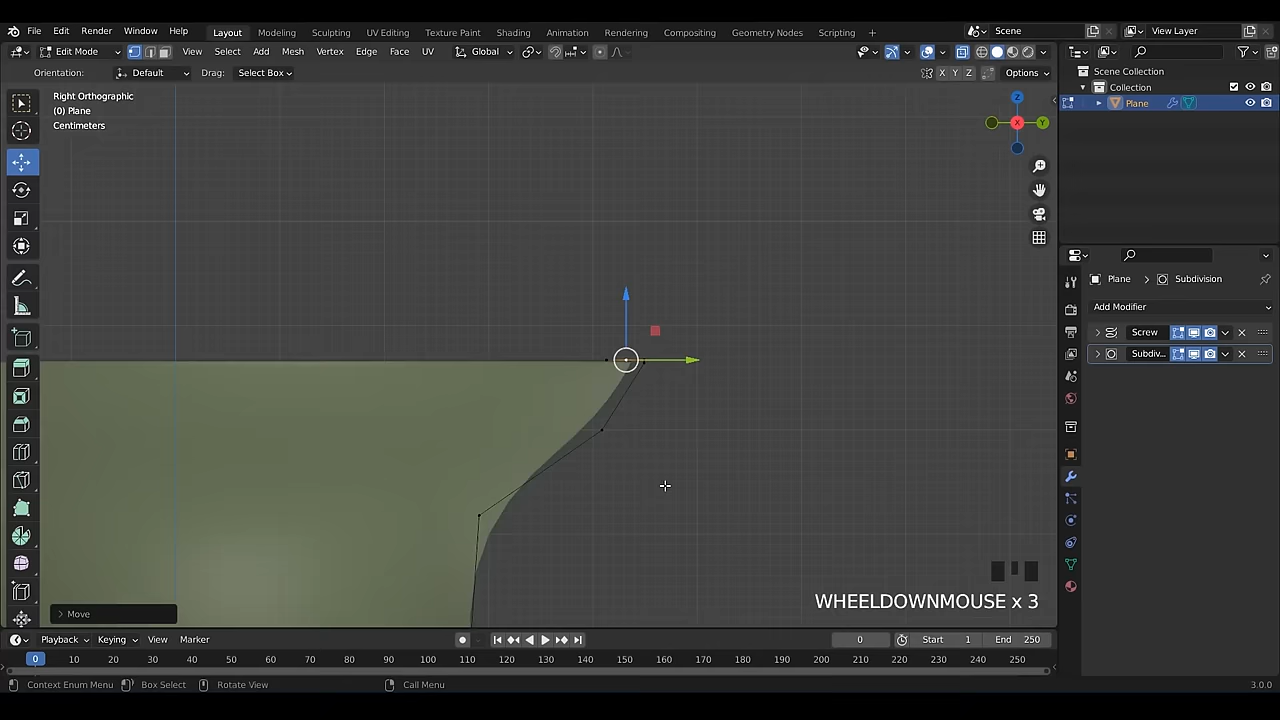 File Edit Render Window Help Layout Modeling Sculpting UV Editing Texture Paint Shading Animation Rendering Compositing Geometry Nodes Scripting + Scene View Layer
Edit Mode View Select Add Mesh Vertex Edge Face UV Global
Orientation: Default Drag: Select Box X Y Z Options
Right Orthographic
(0) Plane
Centimeters
Z
X
Y
Scene Collection
Collection
Plane
Plane > Subdivision
Add Modifier
Screw
Subdiv...
> Move
WHEELDOWNMOUSE x 3
Playback Keying View Marker 0 Start 1 End 250
0 10 20 30 40 50 60 70 80 90 100 110 120 130 140 150 160 170 180 190 200 210 220 230 240 250
Context Enum Menu Box Select Rotate View Call Menu 3.0.0